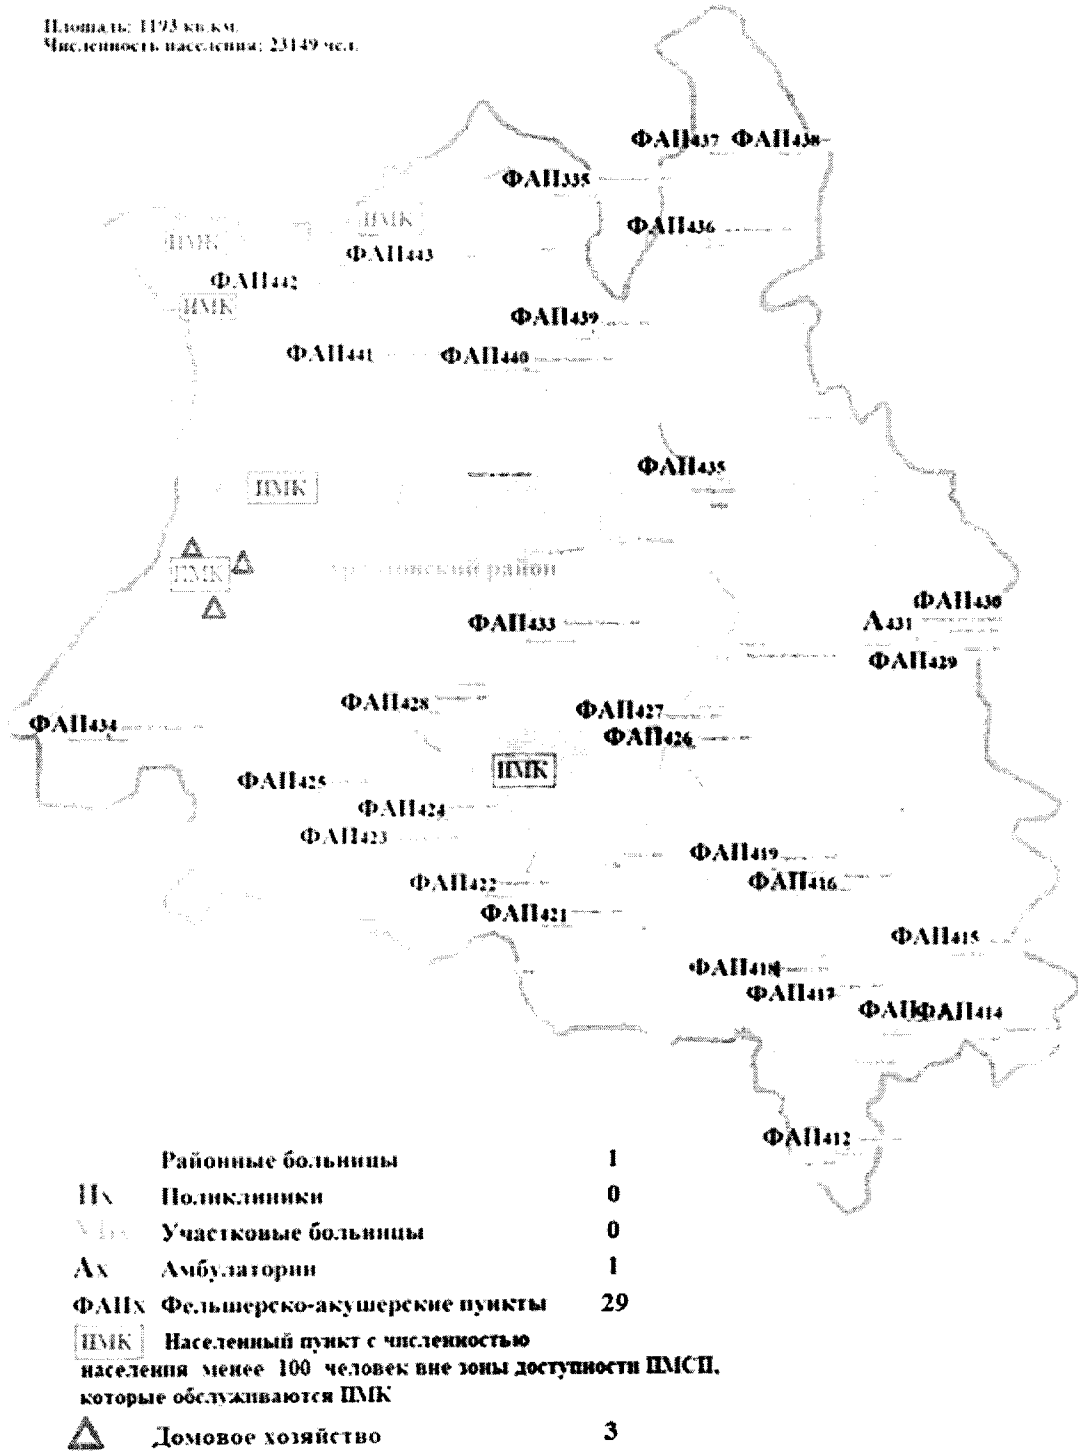 Площадь: 1193 кв.км.
Численность населения: 23149 чел.
ФАП437 ФАП438
ФАП335
ПМК
ФАП436
ПМК
ФАП443
ФАП442
ПМК
ФАП439
ФАП441 ФАП440
ФАП435
ПМК
ПМК
район
ФАП430
А431
ФАП433
ФАП429
ФАП428
ФАП427
ФАП434
ФАП426
ПМК
ФАП425
ФАП424
ФАП423
ФАП419
ФАП422 ФАП416
ФАП421
ФАП415
ФАП418
ФАП417
ФАП414
ФАП412
Районные больницы 1
Пх Поликлиники 0
Участковые больницы 0
Ах Амбулатории 1
ФАПх Фельшерско-акушерские пункты 29
ПМК Населенный пункт с численностью
населения менее 100 человек вне зоны доступности ПМСП,
которые обслуживаются ПМК
Домовое хозяйство 3